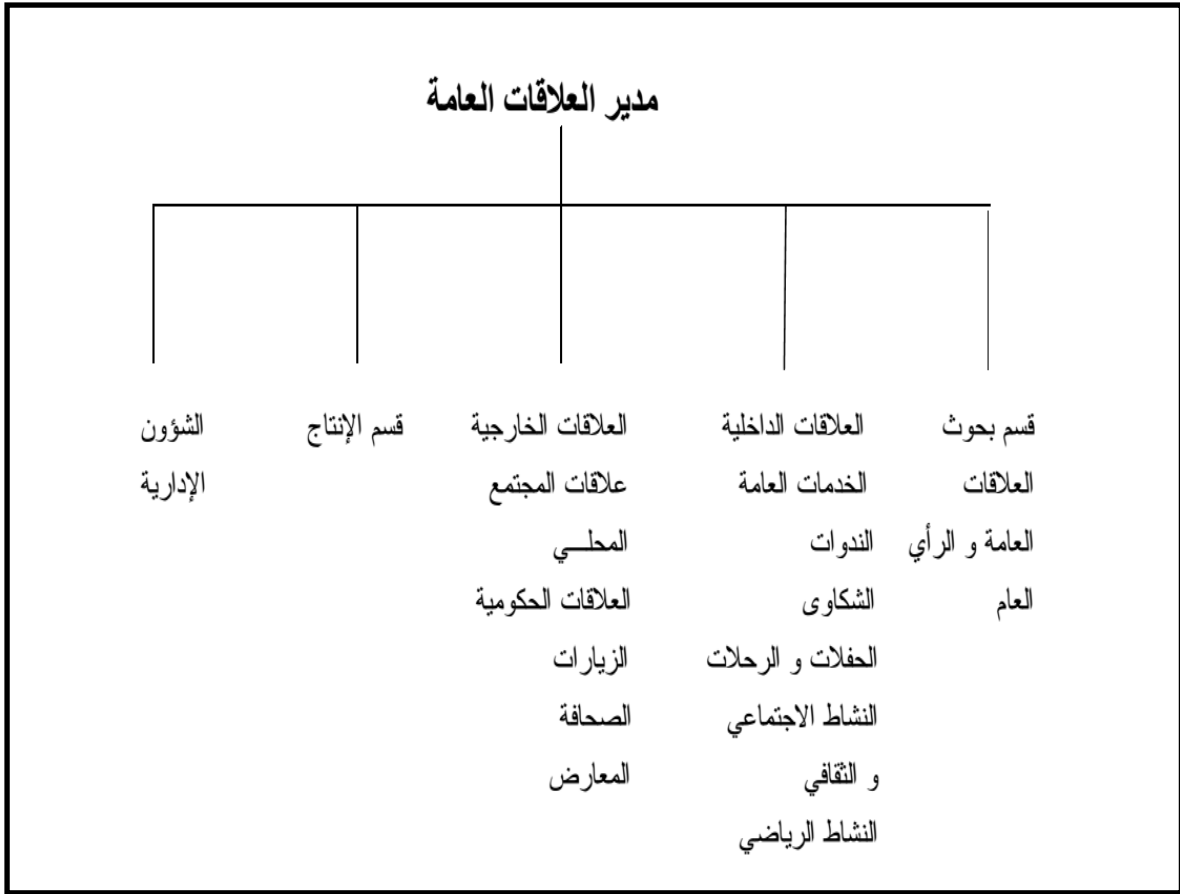 مدير العلاقات العامة
قسم بحوث
العلاقات
العامة و الرأي
العام
العلاقات الداخلية
الخدمات العامة
الندوات
الشكاوى
الحفلات و الرحلات
النشاط الاجتماعي
و الثقافي
النشاط الرياضي
العلاقات الخارجية
علاقات المجتمع
المحلـــي
العلاقات الحكومية
الزيارات
الصحافة
المعارض
قسم الإنتاج
الشؤون
الإدارية